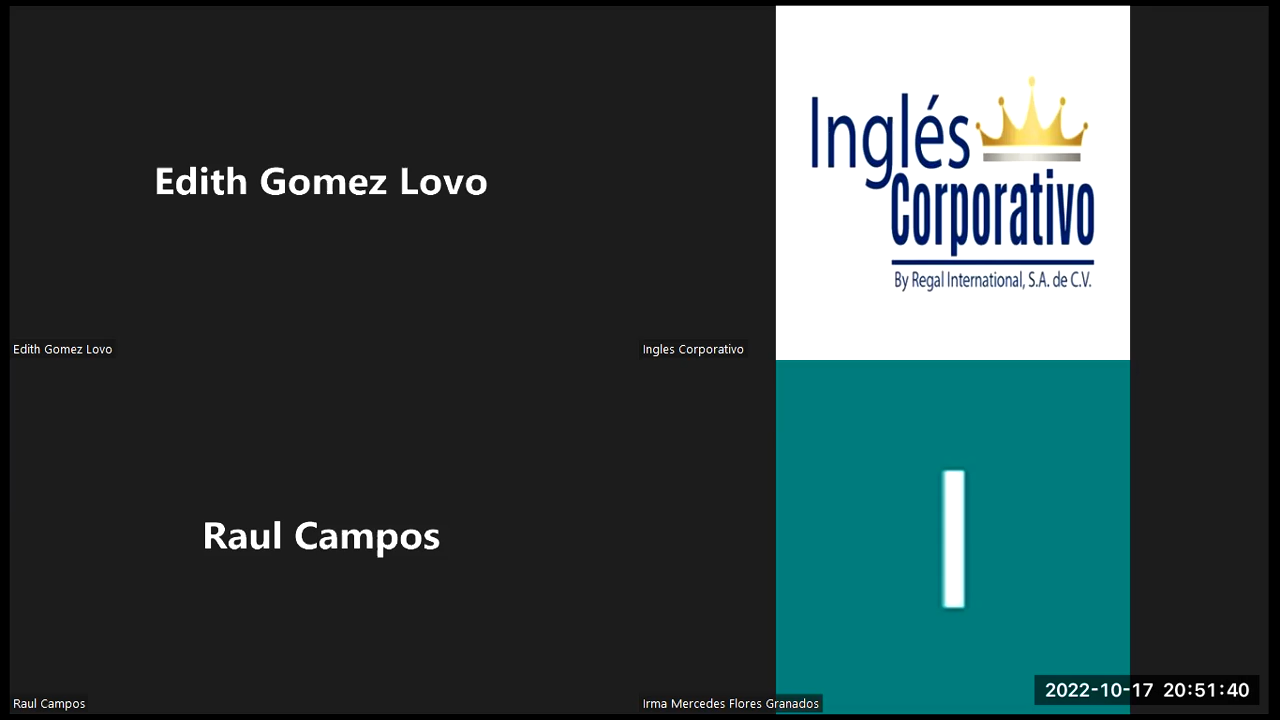 Edith Gomez Lovo
Inglés
Corporativo
By Regal International, S.A. de C.V.
Edith Gomez Lovo
Ingles Corporativo
Raul Campos
I
Raul Campos
Irma Mercedes Flores Granados
2022-10-17 20:51:40